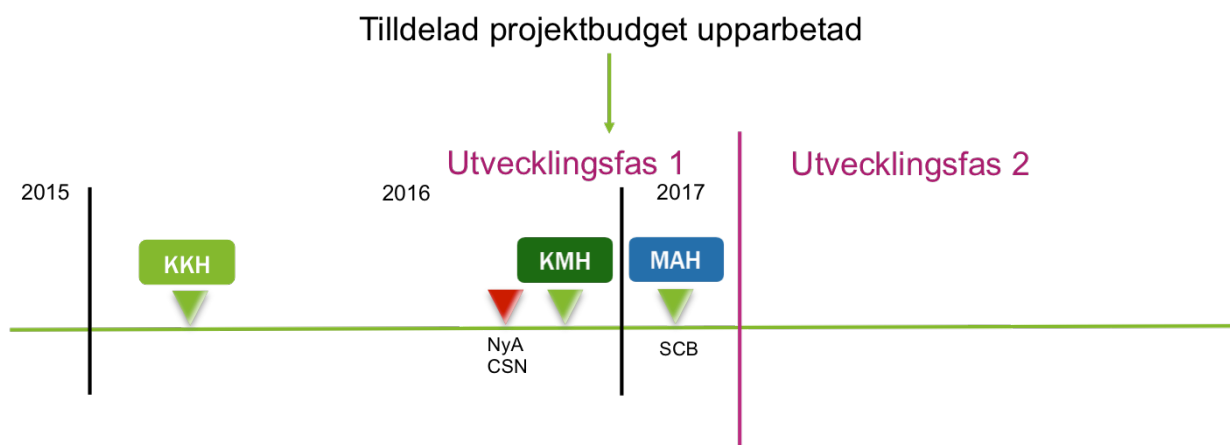 Tilldelad projektbudget upparbetad
Utvecklingsfas 1
Utvecklingsfas 2
2015
2016
2017
KKH
KMH
MAH
NyA
CSN
SCB